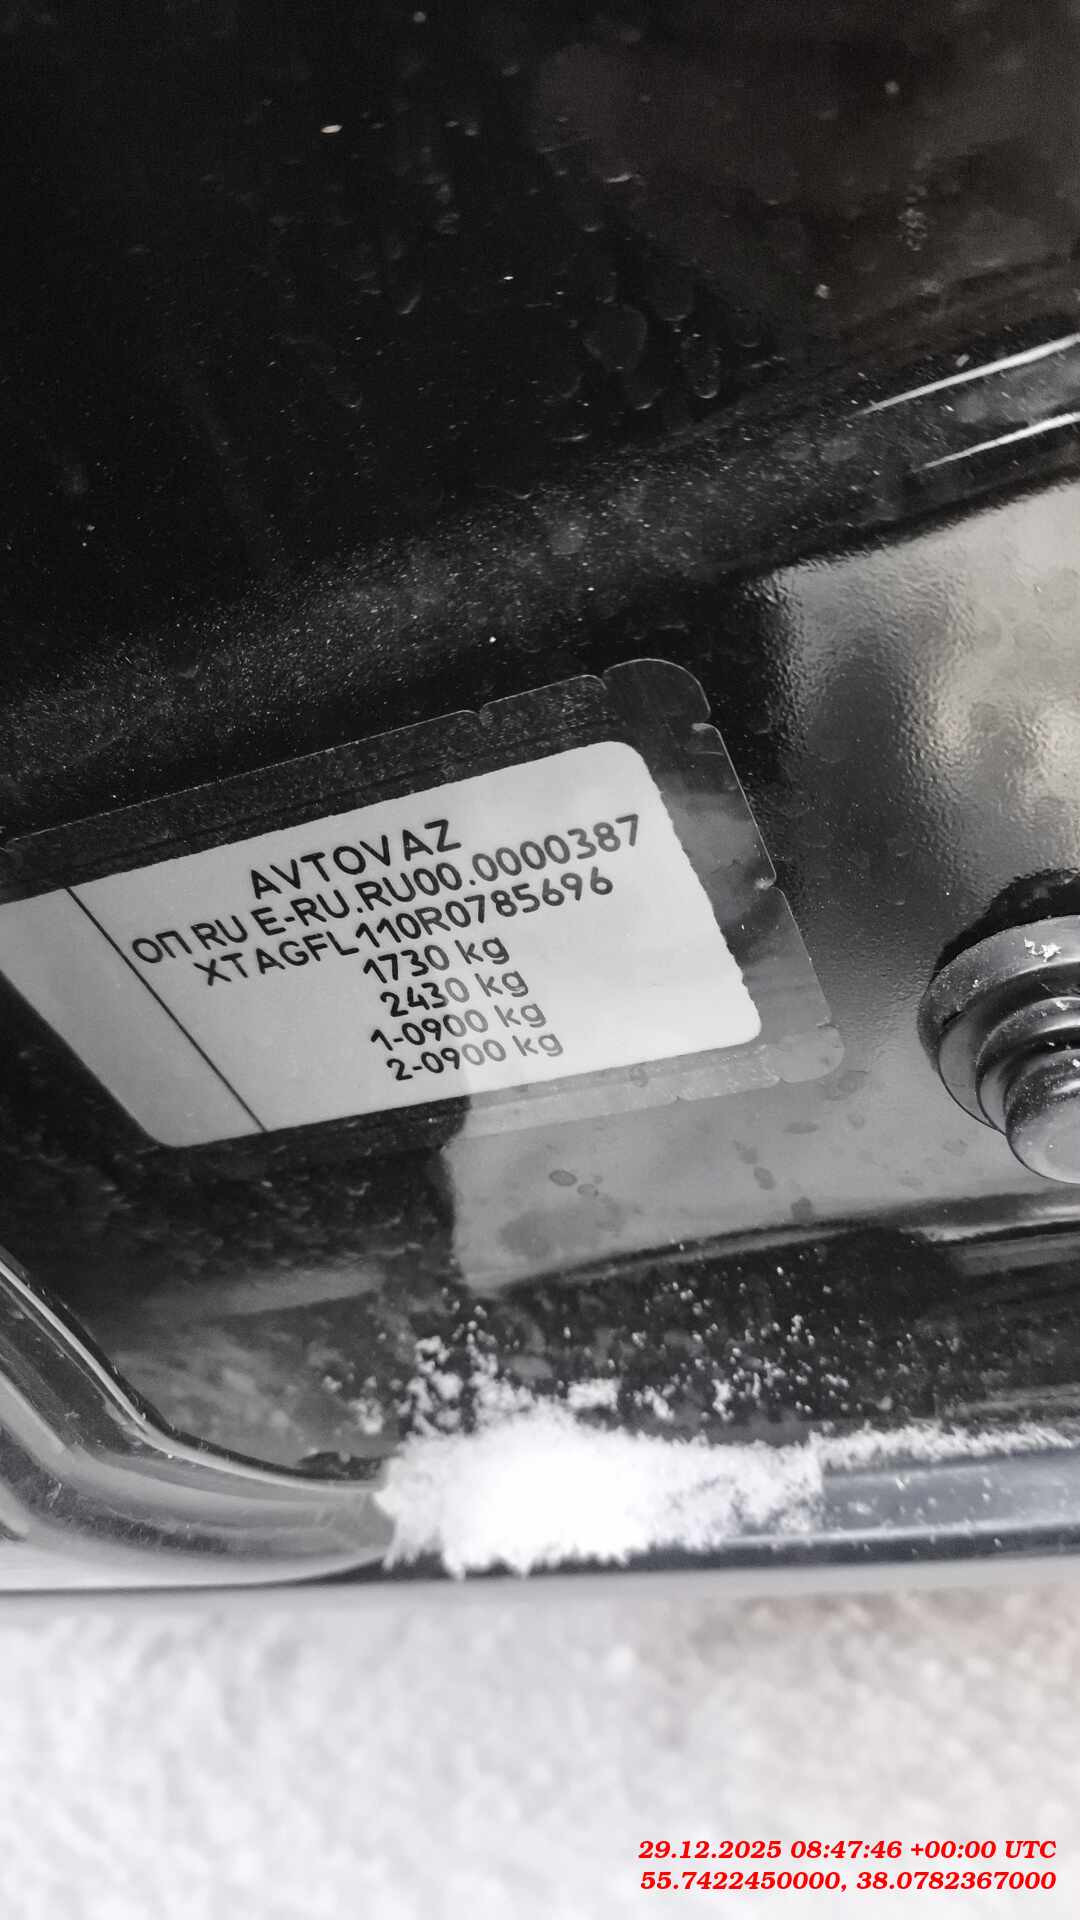 AVTOVAZ
ОП RU E-RU.RU00.0000387
XTAGFL110R0785696
1730 kg
2430 kg
1-0900 kg
2-0900 kg
29.12.2025 08:47:46 +00:00 UTC
55.7422450000, 38.0782367000